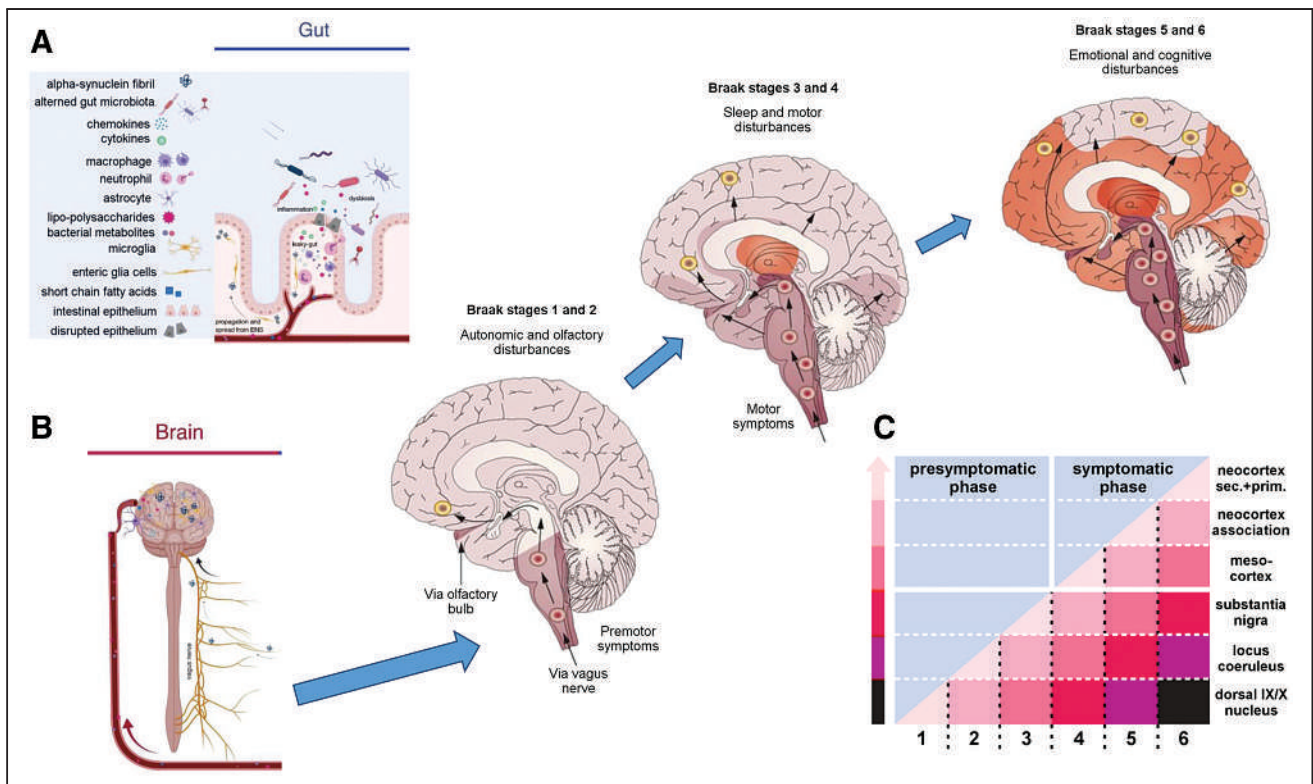 A
Gut
alpha-synuclein fibril
alterned gut microbiota
chemokines
cytokines
macrophage
neutrophil
astrocyte
lipo-polysaccharides
bacterial metabolites
microglia
enteric glia cells
short chain fatty acids
intestinal epithelium
disrupted epithelium
inflammation
dysbiosis
leaky-gut
propagation and
spread from ENS
Braak stages 1 and 2
Autonomic and olfactory
disturbances
Via olfactory
bulb
Premotor
symptoms
Via vagus
nerve
Braak stages 3 and 4
Sleep and motor
disturbances
Motor
symptoms
Braak stages 5 and 6
Emotional and cognitive
disturbances
B
Brain
vagus nerve
C
presymptomatic
phase
symptomatic
phase
neocortex
sec.+prim.
neocortex
association
meso-
cortex
substantia
nigra
locus
coeruleus
dorsal IX/X
nucleus
1 2 3 4 5 6